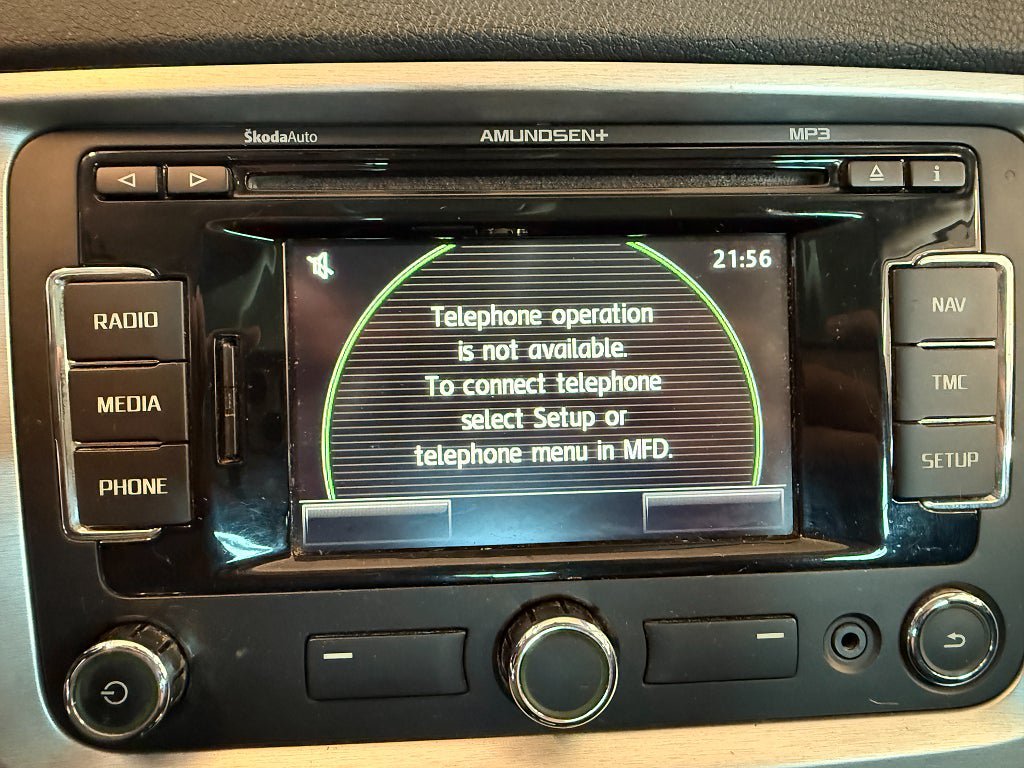 ŠkodaAuto AMUNDSEN+ MP3
i
21:56
RADIO
MEDIA
PHONE
Telephone operation
is not available.
To connect telephone
select Setup or
telephone menu in MFD.
NAV
TMC
SETUP